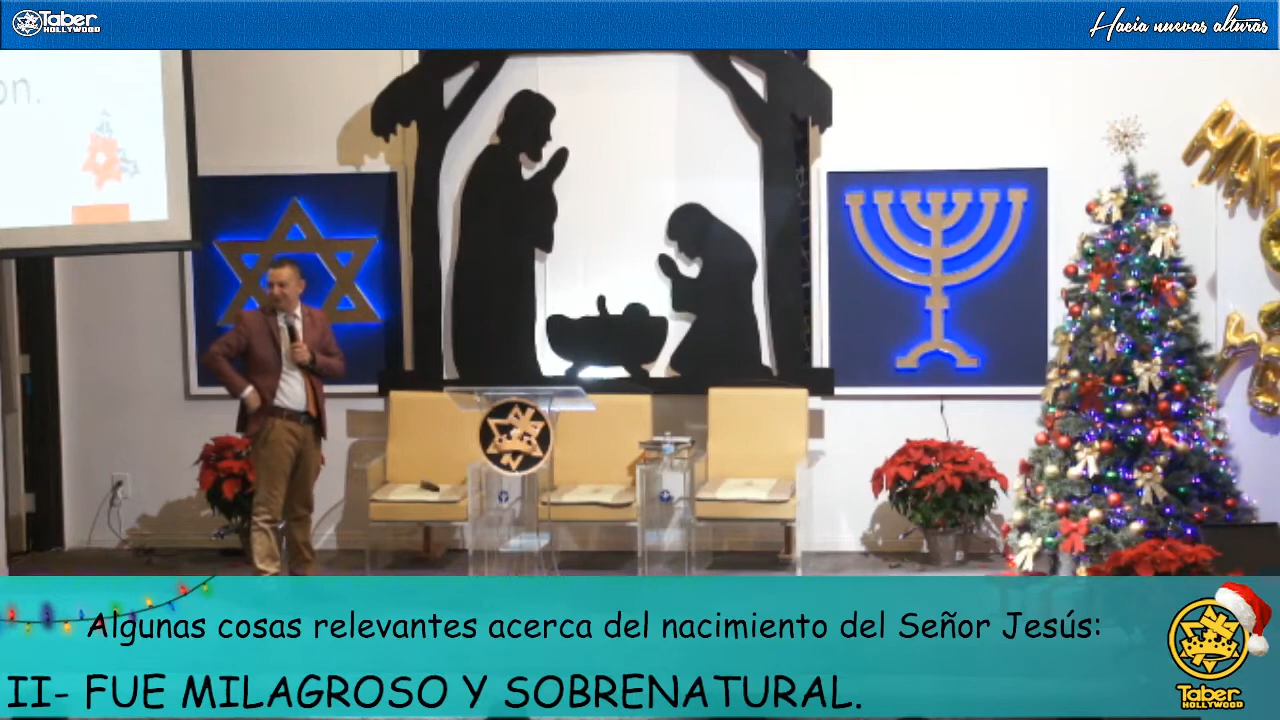 Taber
HOLLYWOOD
Hacia nuevas alturas
on.
Algunas cosas relevantes acerca del nacimiento del Señor Jesús:
II- FUE MILAGROSO Y SOBRENATURAL.
Taber
HOLLYWOOD